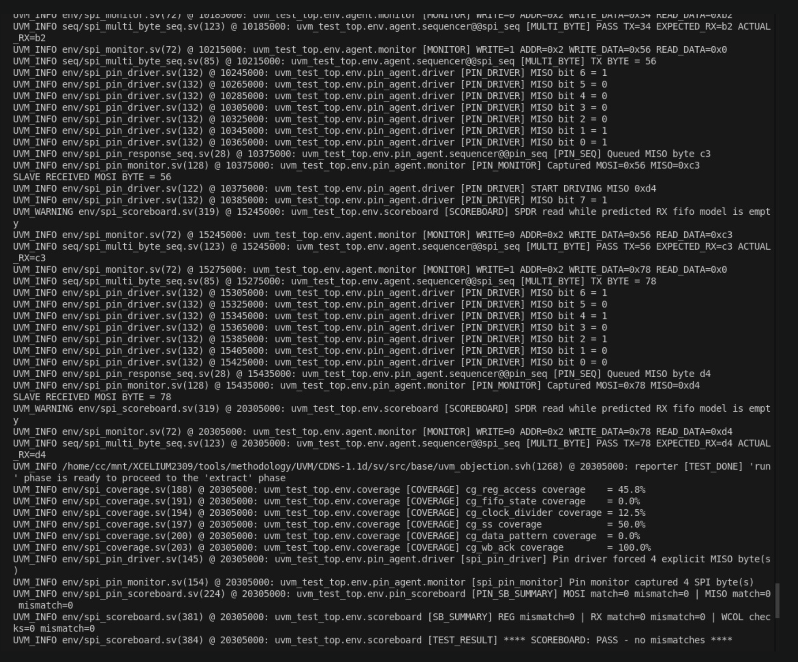 UVM_INFO env/spi_monitor.sv(72) @ 10185000: uvm_test_top.env.agent.monitor [MONITOR] WRITE=0 ADDR=0x2 WRITE_DATA=0x34 READ_DATA=0xb2
UVM_INFO seq/spi_multi_byte_seq.sv(123) @ 10185000: uvm_test_top.env.agent.sequencer@@spi_seq [MULTI_BYTE] PASS TX=34 EXPECTED_RX=b2 ACTUAL
_RX=b2
UVM_INFO env/spi_monitor.sv(72) @ 10215000: uvm_test_top.env.agent.monitor [MONITOR] WRITE=1 ADDR=0x2 WRITE_DATA=0x56 READ_DATA=0x0
UVM_INFO seq/spi_multi_byte_seq.sv(85) @ 10215000: uvm_test_top.env.agent.sequencer@@spi_seq [MULTI_BYTE] TX BYTE = 56
UVM_INFO env/spi_pin_driver.sv(132) @ 10245000: uvm_test_top.env.pin_agent.driver [PIN_DRIVER] MISO bit 6 = 1
UVM_INFO env/spi_pin_driver.sv(132) @ 10265000: uvm_test_top.env.pin_agent.driver [PIN_DRIVER] MISO bit 5 = 0
UVM_INFO env/spi_pin_driver.sv(132) @ 10285000: uvm_test_top.env.pin_agent.driver [PIN_DRIVER] MISO bit 4 = 0
UVM_INFO env/spi_pin_driver.sv(132) @ 10305000: uvm_test_top.env.pin_agent.driver [PIN_DRIVER] MISO bit 3 = 0
UVM_INFO env/spi_pin_driver.sv(132) @ 10325000: uvm_test_top.env.pin_agent.driver [PIN_DRIVER] MISO bit 2 = 0
UVM_INFO env/spi_pin_driver.sv(132) @ 10345000: uvm_test_top.env.pin_agent.driver [PIN_DRIVER] MISO bit 1 = 1
UVM_INFO env/spi_pin_driver.sv(132) @ 10365000: uvm_test_top.env.pin_agent.driver [PIN_DRIVER] MISO bit 0 = 1
UVM_INFO env/spi_pin_response_seq.sv(28) @ 10375000: uvm_test_top.env.pin_agent.sequencer@@pin_seq [PIN_SEQ] Queued MISO byte c3
UVM_INFO env/spi_pin_monitor.sv(128) @ 10375000: uvm_test_top.env.pin_agent.monitor [PIN_MONITOR] Captured MOSI=0x56 MISO=0xc3
SLAVE RECEIVED MOSI BYTE = 56
UVM_INFO env/spi_pin_driver.sv(122) @ 10375000: uvm_test_top.env.pin_agent.driver [PIN_DRIVER] START DRIVING MISO 0xd4
UVM_INFO env/spi_pin_driver.sv(132) @ 10385000: uvm_test_top.env.pin_agent.driver [PIN_DRIVER] MISO bit 7 = 1
UVM_WARNING env/spi_scoreboard.sv(319) @ 15245000: uvm_test_top.env.scoreboard [SCOREBOARD] SPDR read while predicted RX fifo model is empt
y
UVM_INFO env/spi_monitor.sv(72) @ 15245000: uvm_test_top.env.agent.monitor [MONITOR] WRITE=0 ADDR=0x2 WRITE_DATA=0x56 READ_DATA=0xc3
UVM_INFO seq/spi_multi_byte_seq.sv(123) @ 15245000: uvm_test_top.env.agent.sequencer@@spi_seq [MULTI_BYTE] PASS TX=56 EXPECTED_RX=c3 ACTUAL
_RX=c3
UVM_INFO env/spi_monitor.sv(72) @ 15275000: uvm_test_top.env.agent.monitor [MONITOR] WRITE=1 ADDR=0x2 WRITE_DATA=0x78 READ_DATA=0x0
UVM_INFO seq/spi_multi_byte_seq.sv(85) @ 15275000: uvm_test_top.env.agent.sequencer@@spi_seq [MULTI_BYTE] TX BYTE = 78
UVM_INFO env/spi_pin_driver.sv(132) @ 15305000: uvm_test_top.env.pin_agent.driver [PIN_DRIVER] MISO bit 6 = 1
UVM_INFO env/spi_pin_driver.sv(132) @ 15325000: uvm_test_top.env.pin_agent.driver [PIN_DRIVER] MISO bit 5 = 0
UVM_INFO env/spi_pin_driver.sv(132) @ 15345000: uvm_test_top.env.pin_agent.driver [PIN_DRIVER] MISO bit 4 = 1
UVM_INFO env/spi_pin_driver.sv(132) @ 15365000: uvm_test_top.env.pin_agent.driver [PIN_DRIVER] MISO bit 3 = 0
UVM_INFO env/spi_pin_driver.sv(132) @ 15385000: uvm_test_top.env.pin_agent.driver [PIN_DRIVER] MISO bit 2 = 1
UVM_INFO env/spi_pin_driver.sv(132) @ 15405000: uvm_test_top.env.pin_agent.driver [PIN_DRIVER] MISO bit 1 = 0
UVM_INFO env/spi_pin_driver.sv(132) @ 15425000: uvm_test_top.env.pin_agent.driver [PIN_DRIVER] MISO bit 0 = 0
UVM_INFO env/spi_pin_response_seq.sv(28) @ 15435000: uvm_test_top.env.pin_agent.sequencer@@pin_seq [PIN_SEQ] Queued MISO byte d4
UVM_INFO env/spi_pin_monitor.sv(128) @ 15435000: uvm_test_top.env.pin_agent.monitor [PIN_MONITOR] Captured MOSI=0x78 MISO=0xd4
SLAVE RECEIVED MOSI BYTE = 78
UVM_WARNING env/spi_scoreboard.sv(319) @ 20305000: uvm_test_top.env.scoreboard [SCOREBOARD] SPDR read while predicted RX fifo model is empt
y
UVM_INFO env/spi_monitor.sv(72) @ 20305000: uvm_test_top.env.agent.monitor [MONITOR] WRITE=0 ADDR=0x2 WRITE_DATA=0x78 READ_DATA=0xd4
UVM_INFO seq/spi_multi_byte_seq.sv(123) @ 20305000: uvm_test_top.env.agent.sequencer@@spi_seq [MULTI_BYTE] PASS TX=78 EXPECTED_RX=d4 ACTUAL
_RX=d4
UVM_INFO /home/cc/mnt/XCELIUM2309/tools/methodology/UVM/CDNS-1.1d/sv/src/base/uvm_objection.svh(1268) @ 20305000: reporter [TEST_DONE] 'run
' phase is ready to proceed to the 'extract' phase
UVM_INFO env/spi_coverage.sv(188) @ 20305000: uvm_test_top.env.coverage [COVERAGE] cg_reg_access coverage    = 45.8%
UVM_INFO env/spi_coverage.sv(191) @ 20305000: uvm_test_top.env.coverage [COVERAGE] cg_fifo_state coverage    = 0.0%
UVM_INFO env/spi_coverage.sv(194) @ 20305000: uvm_test_top.env.coverage [COVERAGE] cg_clock_divider coverage = 12.5%
UVM_INFO env/spi_coverage.sv(197) @ 20305000: uvm_test_top.env.coverage [COVERAGE] cg_ss coverage            = 50.0%
UVM_INFO env/spi_coverage.sv(200) @ 20305000: uvm_test_top.env.coverage [COVERAGE] cg_data_pattern coverage  = 0.0%
UVM_INFO env/spi_coverage.sv(203) @ 20305000: uvm_test_top.env.coverage [COVERAGE] cg_wb_ack coverage        = 100.0%
UVM_INFO env/spi_pin_driver.sv(145) @ 20305000: uvm_test_top.env.pin_agent.driver [spi_pin_driver] Pin driver forced 4 explicit MISO byte(s
)
UVM_INFO env/spi_pin_monitor.sv(154) @ 20305000: uvm_test_top.env.pin_agent.monitor [spi_pin_monitor] Pin monitor captured 4 SPI byte(s)
UVM_INFO env/spi_pin_scoreboard.sv(224) @ 20305000: uvm_test_top.env.pin_scoreboard [PIN_SB_SUMMARY] MOSI match=0 mismatch=0 | MISO match=0
 mismatch=0
UVM_INFO env/spi_scoreboard.sv(381) @ 20305000: uvm_test_top.env.scoreboard [SB_SUMMARY] REG mismatch=0 | RX match=0 mismatch=0 | WCOL chec
ks=0 mismatch=0
UVM_INFO env/spi_scoreboard.sv(384) @ 20305000: uvm_test_top.env.scoreboard [TEST_RESULT] **** SCOREBOARD: PASS - no mismatches ****